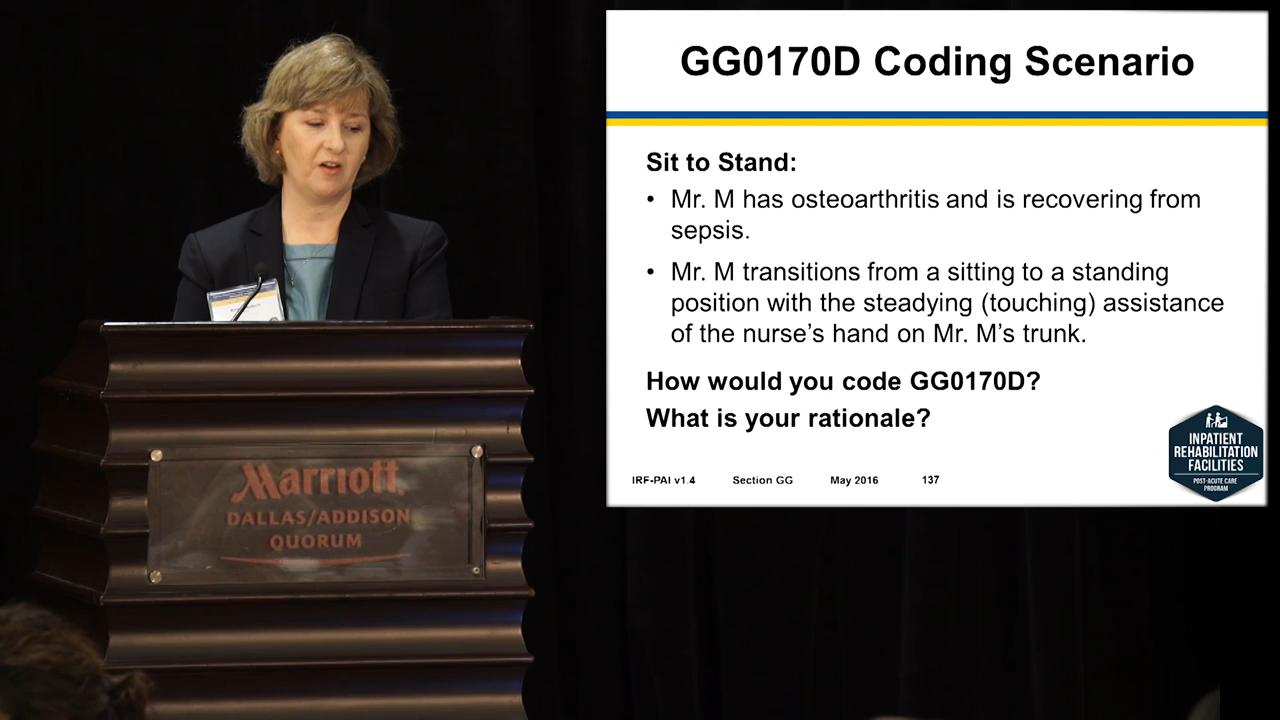 GG0170D Coding Scenario
Sit to Stand:
• Mr. M has osteoarthritis and is recovering from
sepsis.
• Mr. M transitions from a sitting to a standing
position with the steadying (touching) assistance
of the nurse's hand on Mr. M's trunk.
How would you code GG0170D?
What is your rationale?
INPATIENT
REHABILITATION
FACILITIES
POST-ACUTE CARE
PROGRAM
IRF-PAI v1.4 Section GG May 2016 137
Marriott
DALLAS/ADDISON
QUORUM